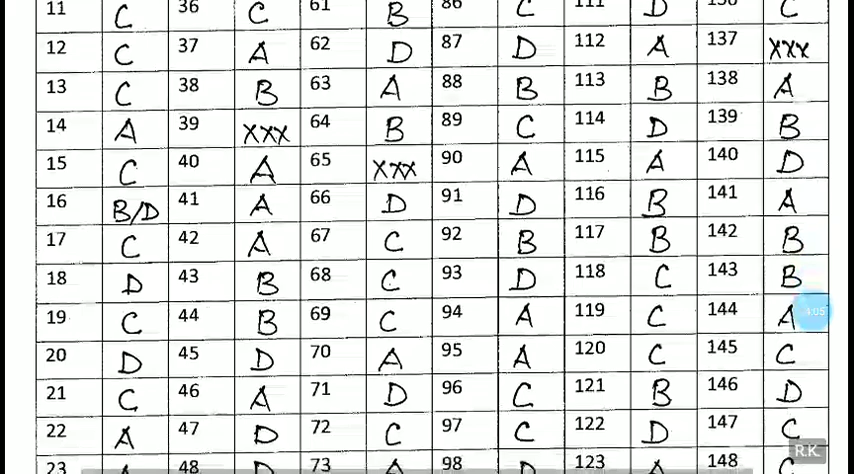 11 C 36 C 61 B 86 C 111 D C
12 C 37 A 62 D 87 D 112 A 137 XXX
13 C 38 B 63 A 88 B 113 B 138 A
14 A 39 XXX 64 B 89 C 114 D 139 B
15 C 40 A 65 XXX 90 A 115 A 140 D
16 B/D 41 A 66 D 91 D 116 B 141 A
17 C 42 A 67 C 92 B 117 B 142 B
18 D 43 B 68 C 93 D 118 C 143 B
19 C 44 B 69 C 94 A 119 C 144 A
4:05
20 D 45 D 70 A 95 A 120 C 145 C
21 C 46 A 71 D 96 C 121 B 146 D
22 A 47 D 72 C 97 C 122 D 147 C
R.K.
23 48 D 73 A 98 D 123 A 148 C